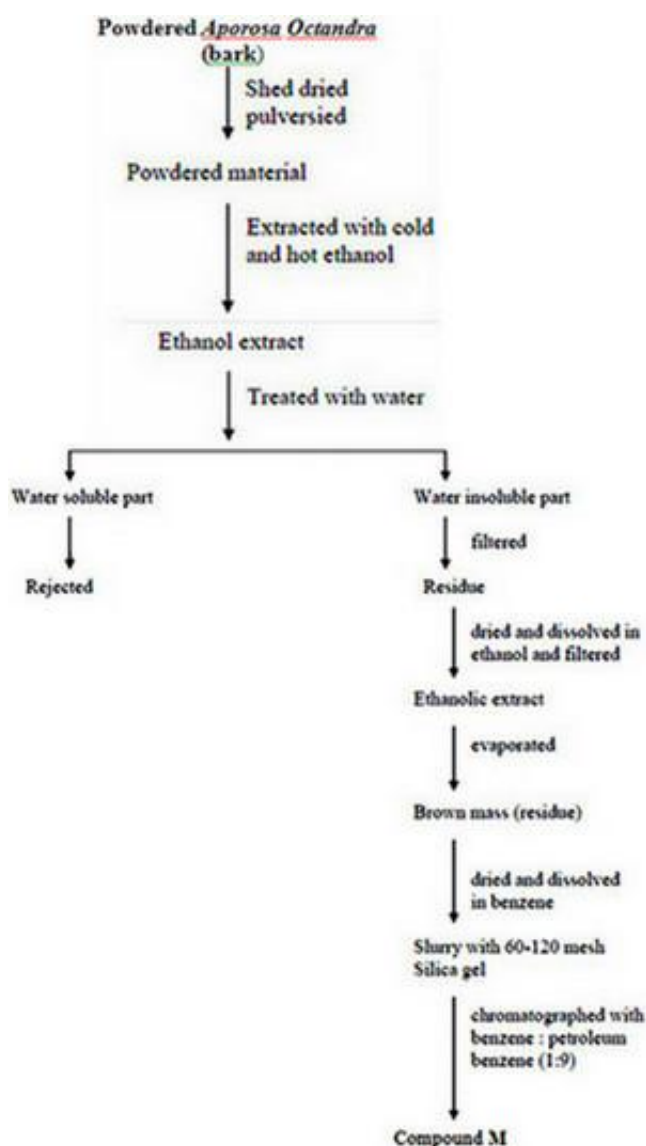 Powdered Aporosa Octandra
(bark)
Shed dried
pulversied
Powdered material
Extracted with cold
and hot ethanol
Ethanol extract
Treated with water
Water soluble part
Water insoluble part
filtered
Rejected
Residue
dried and dissolved in
ethanol and filtered
Ethanolic extract
evaporated
Brown mass (residue)
dried and dissolved
in benzene
Slurry with 60-120 mesh
Silica gel
chromatographed with
benzene : petroleum
benzene (1:9)
Compound M